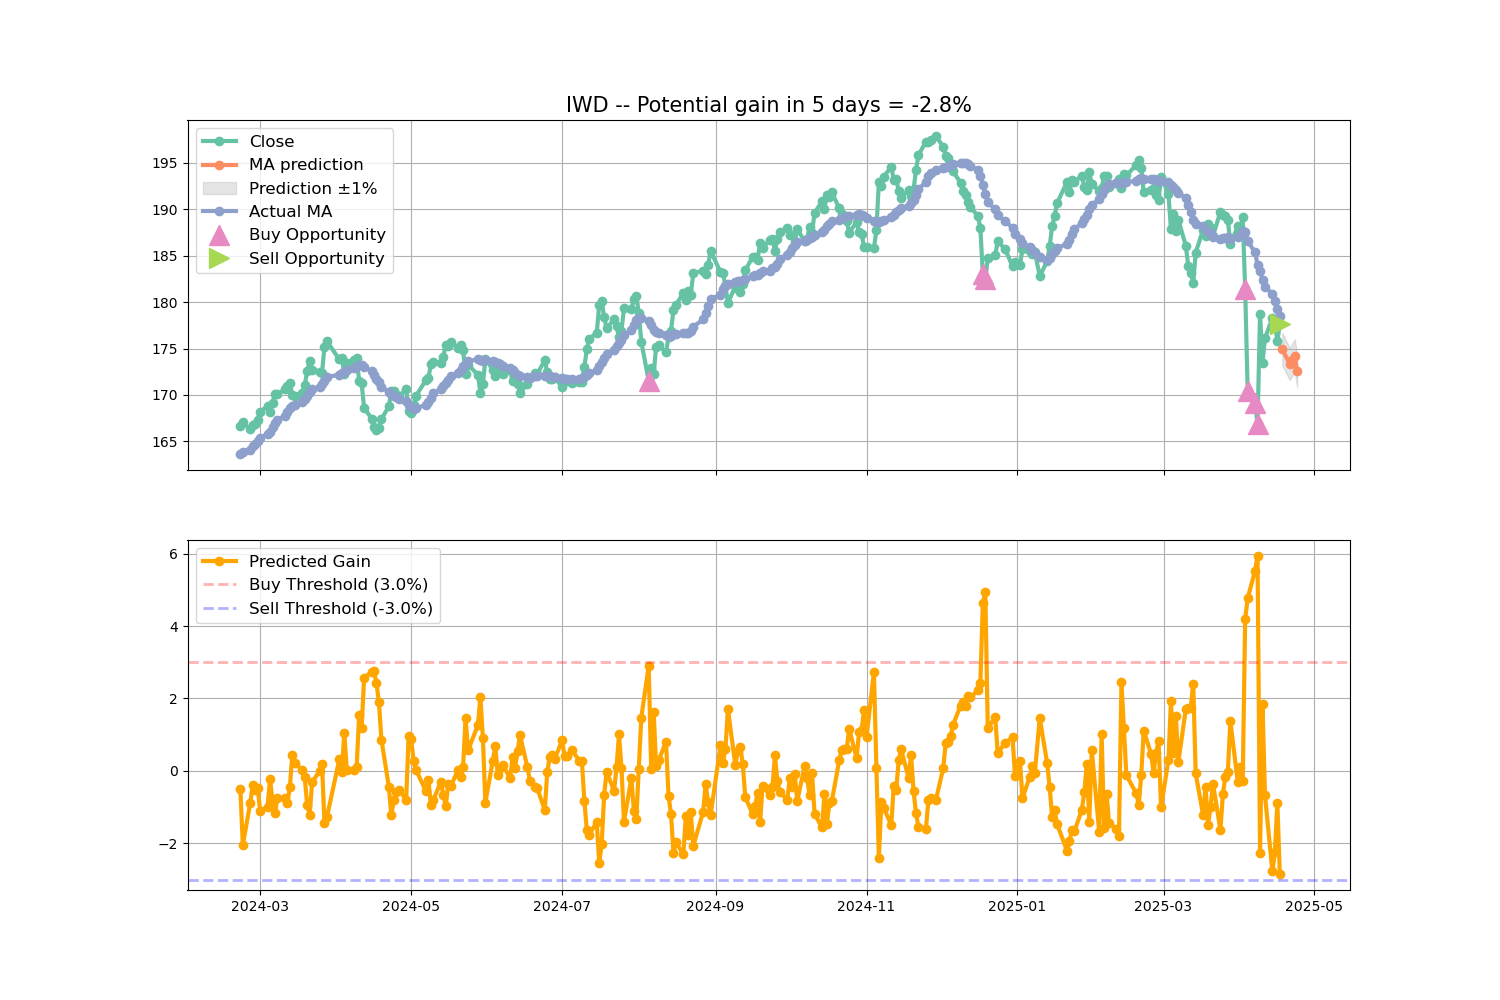 IWD -- Potential gain in 5 days = -2.8%
Close
MA prediction
Prediction ±1%
Actual MA
Buy Opportunity
Sell Opportunity
195
190
185
180
175
170
165
Predicted Gain
Buy Threshold (3.0%)
Sell Threshold (-3.0%)
6
4
2
0
−2
2024-03 2024-05 2024-07 2024-09 2024-11 2025-01 2025-03 2025-05